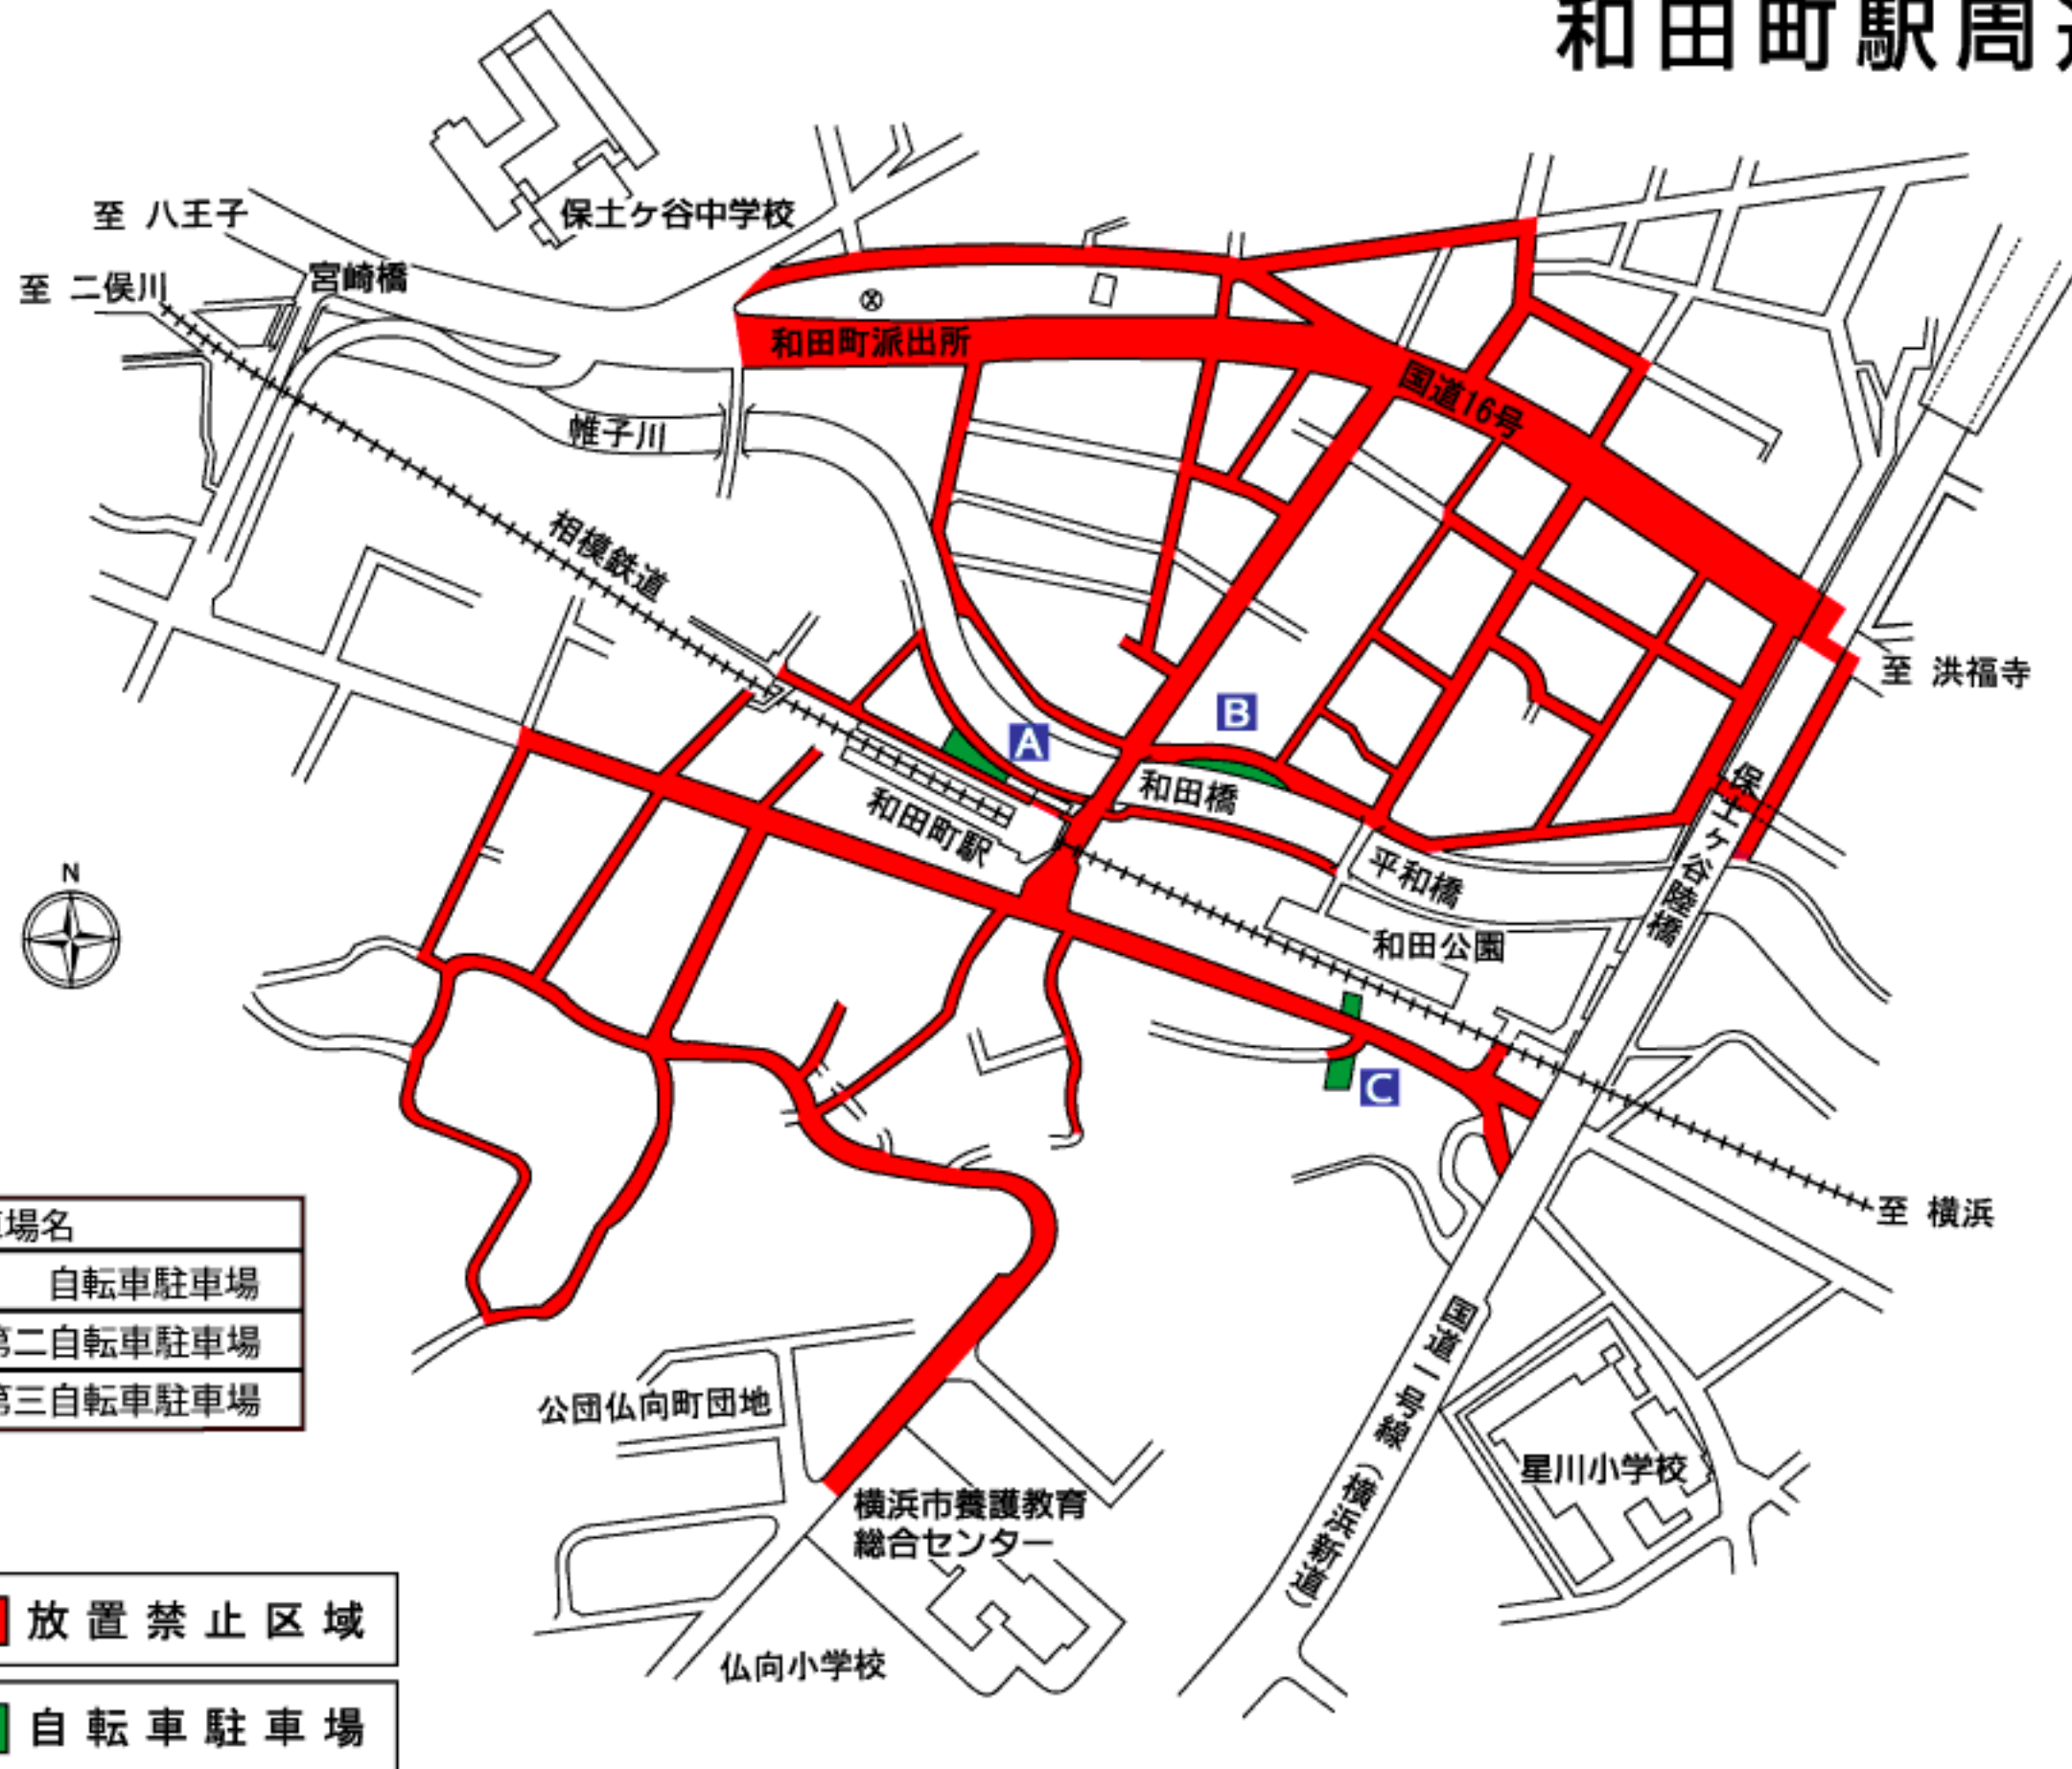 和田町駅周
保土ヶ谷中学校
至 八王子
宮崎橋
至 二俣川
和田町派出所
国道16号
帷子川
相模鉄道
至 洪福寺
A
B
和田橋
和田町駅
保土ヶ谷陸橋
平和橋
N
和田公園
C
至 横浜
場名
自転車駐車場
第二自転車駐車場
第三自転車駐車場
国道一号線(横浜新道)
公団仏向町団地
星川小学校
横浜市養護教育
総合センター
放置禁止区域
仏向小学校
自転車駐車場